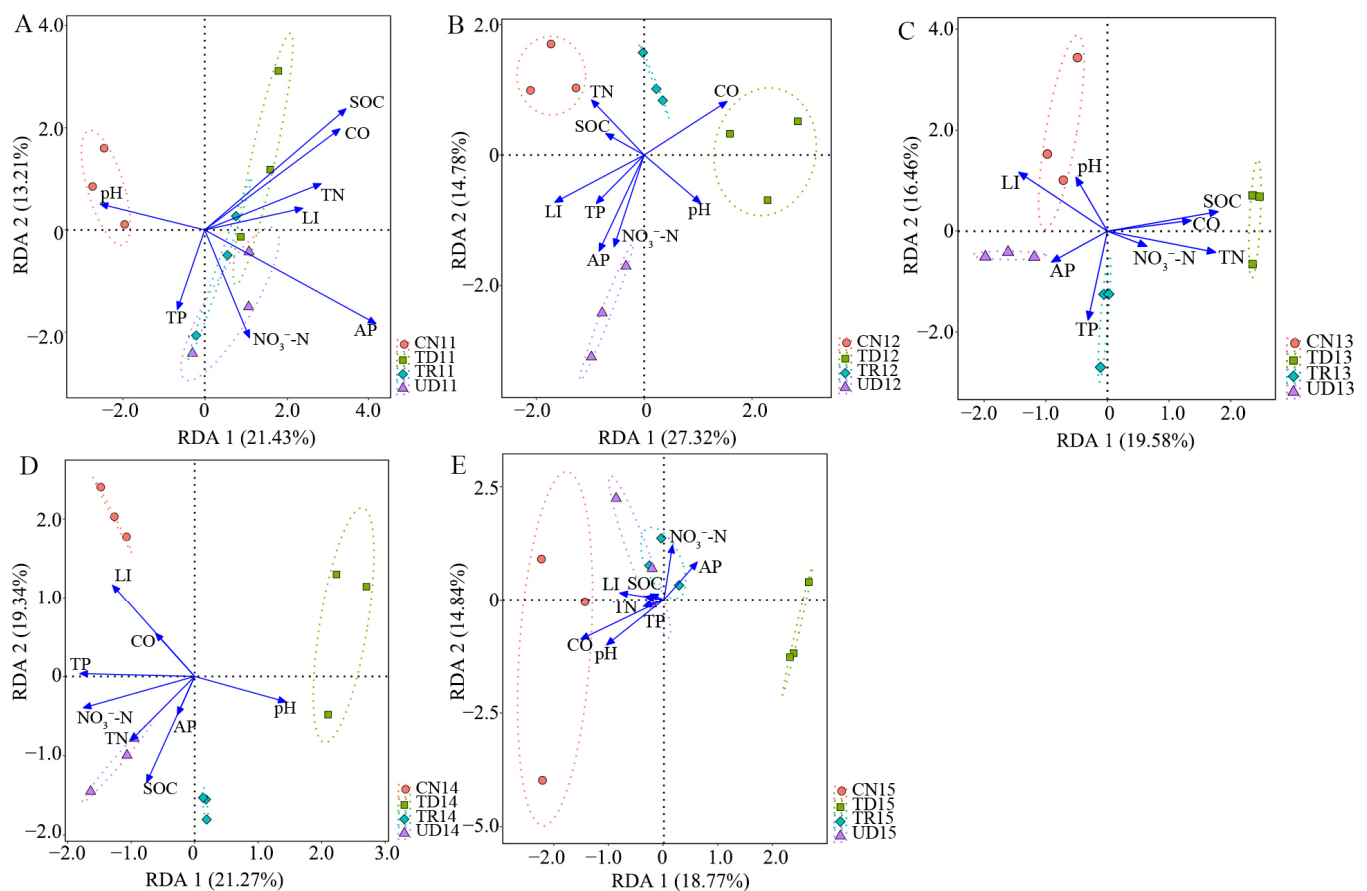 A
4.0
2.0
0
−2.0
RDA 2 (13.21%)
SOC
CO
TN
LI
pH
TP
NO₃⁻-N
AP
−2.0 0 2.0 4.0
RDA 1 (21.43%)
CN11
TD11
TR11
UD11
B
2.0
0
−2.0
RDA 2 (14.78%)
TN
CO
SOC
LI
TP
pH
NO₃⁻-N
AP
−2.0 0 2.0
RDA 1 (27.32%)
CN12
TD12
TR12
UD12
C
4.0
2.0
0
−2.0
RDA 2 (16.46%)
pH
LI
SOC
CO
NO₃⁻-N
TN
AP
TP
−2.0 −1.0 0 1.0 2.0
RDA 1 (19.58%)
CN13
TD13
TR13
UD13
D
2.0
1.0
0
−1.0
−2.0
RDA 2 (19.34%)
LI
CO
TP
NO₃⁻-N
AP
pH
TN
SOC
−2.0 −1.0 0 1.0 2.0 3.0
RDA 1 (21.27%)
CN14
TD14
TR14
UD14
E
2.5
0
−2.5
−5.0
RDA 2 (14.84%)
NO₃⁻-N
AP
LI
SOC
TN
TP
CO
pH
−2.0 −1.0 0 1.0 2.0
RDA 1 (18.77%)
CN15
TD15
TR15
UD15